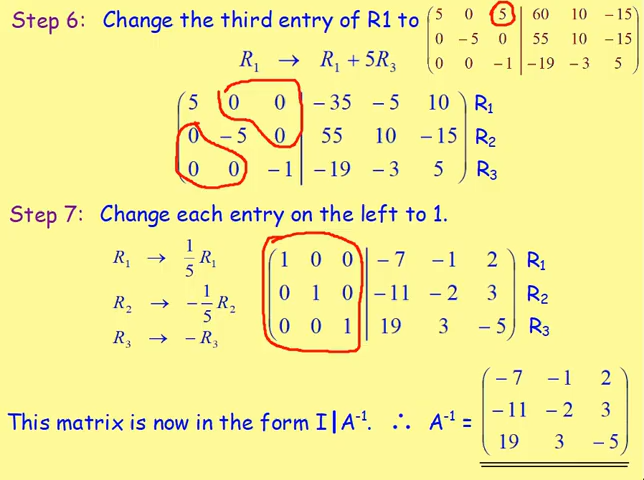 Step 6: Change the third entry of R1 to
5 0 5 | 60 10 −15
0 −5 0 | 55 10 −15
0 0 −1 | −19 −3 5
R₁ → R₁ + 5R₃
5 0 0 | −35 −5 10 R₁
0 −5 0 | 55 10 −15 R₂
0 0 −1 | −19 −3 5 R₃
Step 7: Change each entry on the left to 1.
R₁ → 1/5 R₁
R₂ → −1/5 R₂
R₃ → −R₃
1 0 0 | −7 −1 2 R₁
0 1 0 | −11 −2 3 R₂
0 0 1 | 19 3 −5 R₃
This matrix is now in the form I|A⁻¹. ∴ A⁻¹ =
−7 −1 2
−11 −2 3
19 3 −5